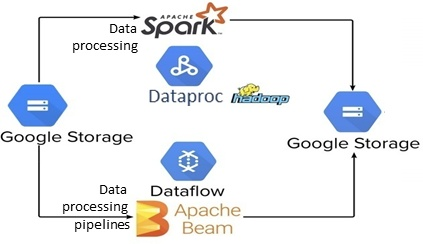 Data
processing
APACHE
Spark
Dataproc
hadoop
Google Storage
Google Storage
Dataflow
Data
processing
pipelines
Apache
Beam